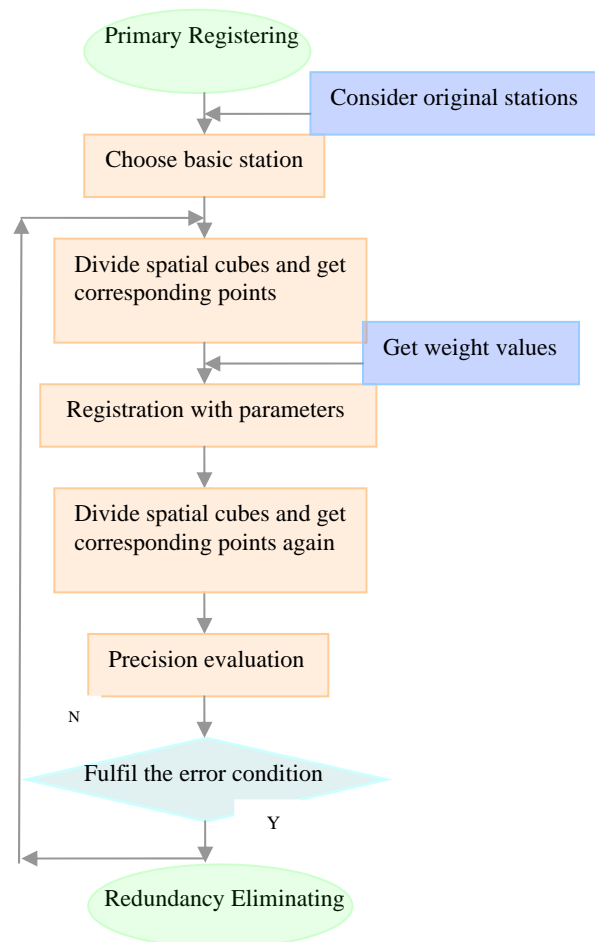 Primary Registering
Consider original stations
Choose basic station
Divide spatial cubes and get
corresponding points
Get weight values
Registration with parameters
Divide spatial cubes and get
corresponding points again
Precision evaluation
N
Fulfil the error condition
Y
Redundancy Eliminating